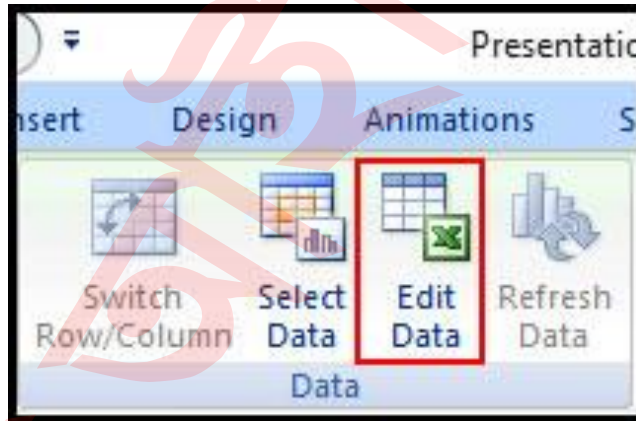 Presentatio
nsert Design Animations S
Switch Select Edit Refresh
Row/Column Data Data Data
Data